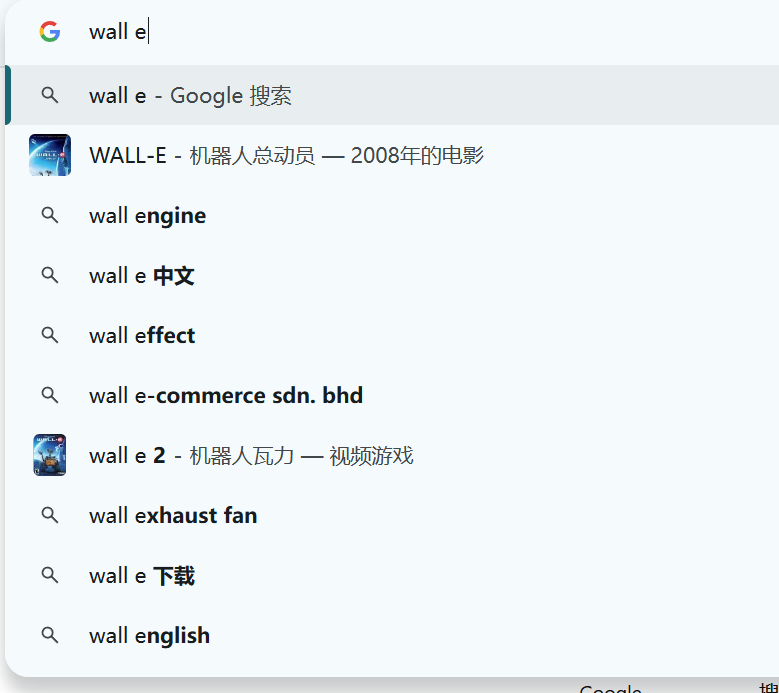 wall e
wall e - Google 搜索
WALL-E - 机器人总动员 — 2008年的电影
wall engine
wall e 中文
wall effect
wall e-commerce sdn. bhd
wall e 2 - 机器人瓦力 — 视频游戏
wall exhaust fan
wall e 下载
wall english